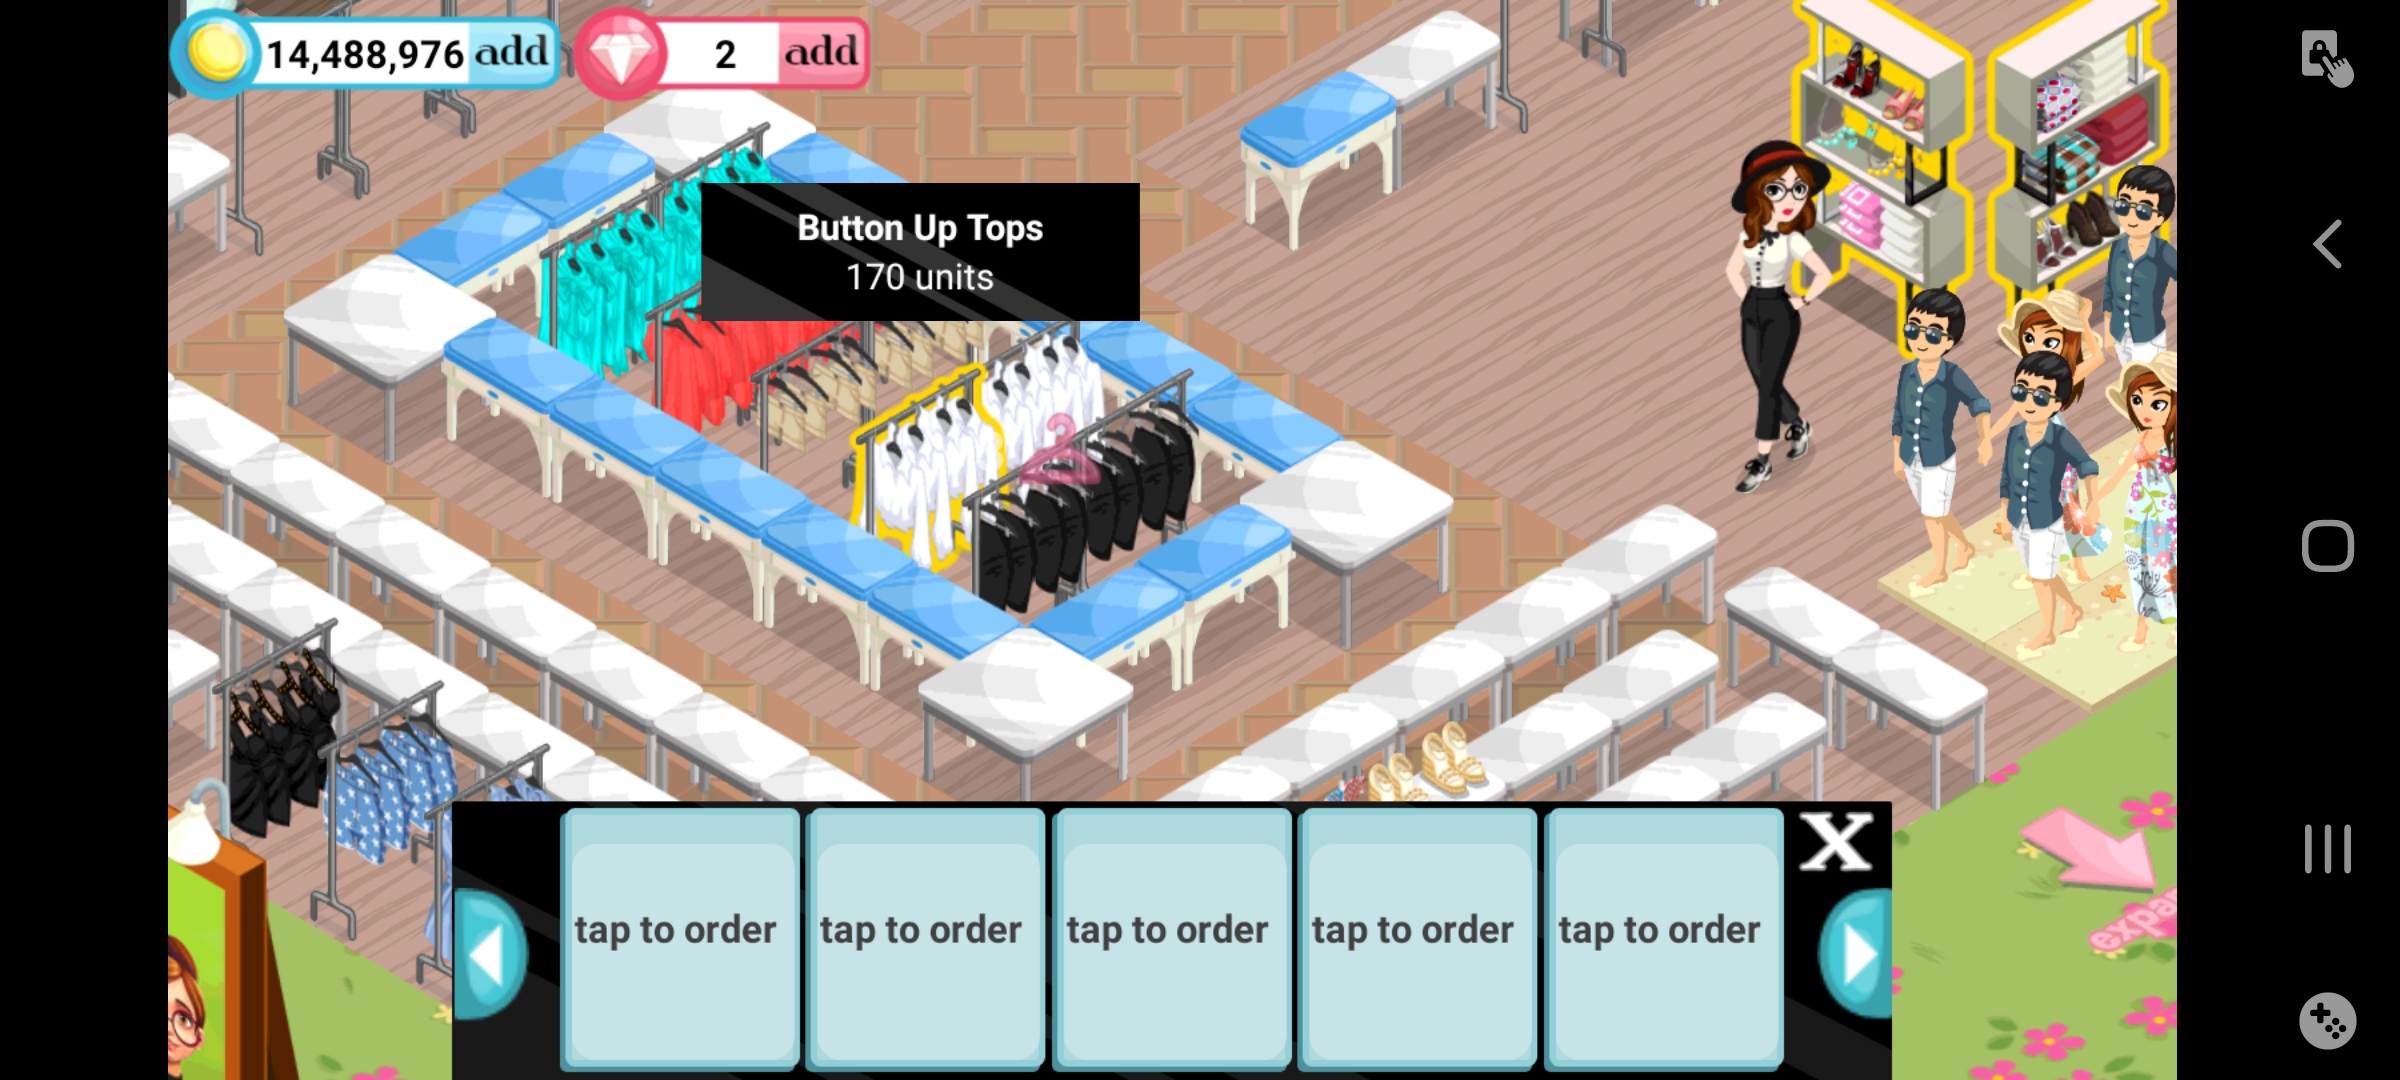 14,488,976 add
2 add
Button Up Tops
170 units
tap to order
tap to order
tap to order
tap to order
tap to order
X